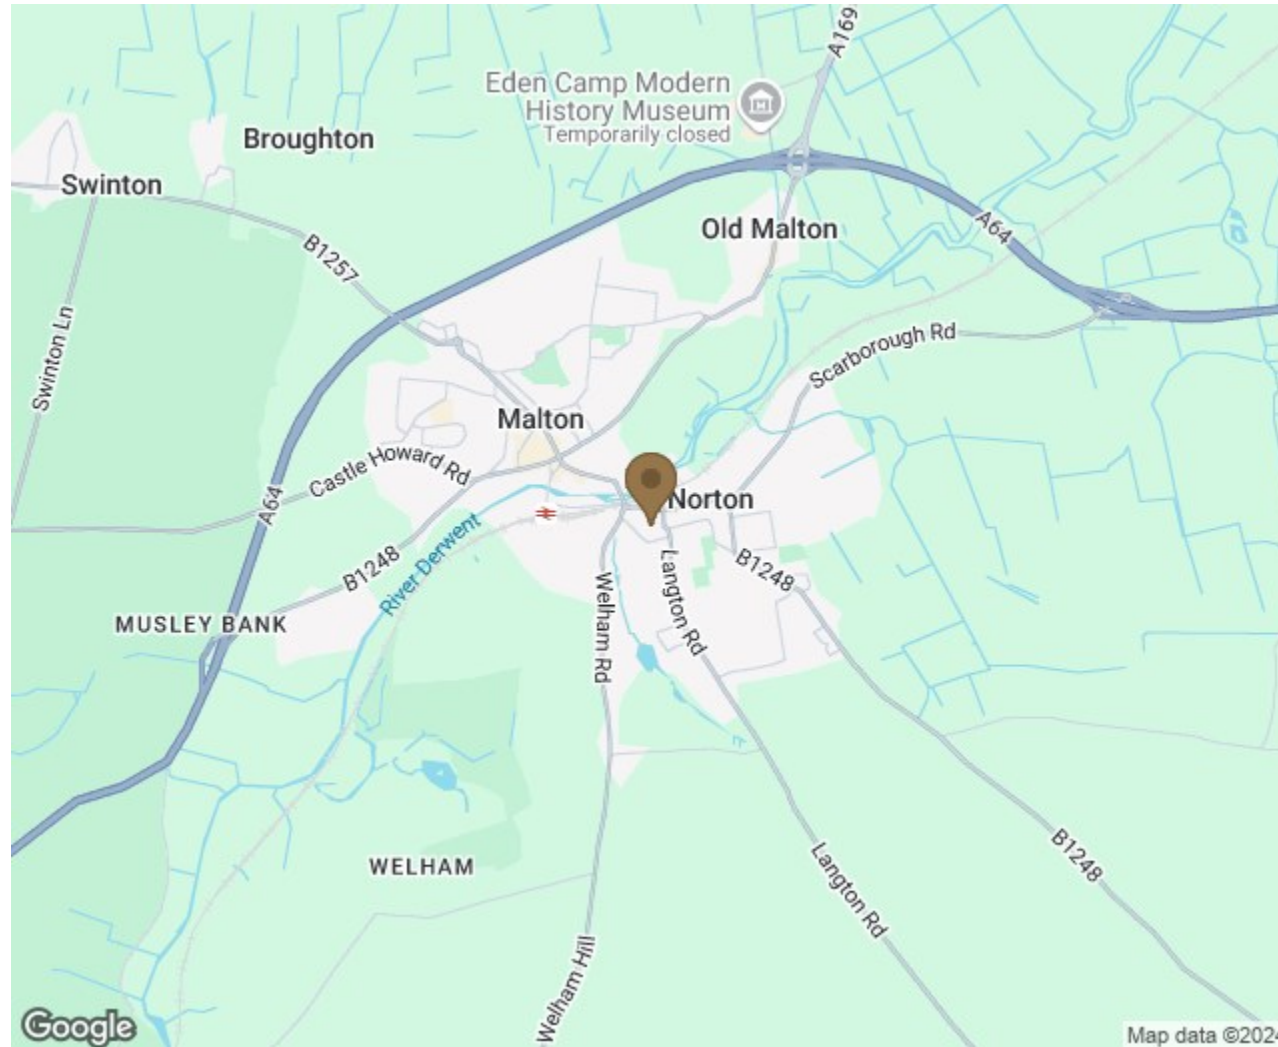 A169
Eden Camp Modern
History Museum
Temporarily closed
Broughton
Swinton
Old Malton
A64
B1257
Swinton Ln
Scarborough Rd
Malton
Castle Howard Rd
A64
Norton
River Derwent
B1248
Langton Rd
B1248
Welham Rd
MUSLEY BANK
WELHAM
B1248
Langton Rd
Welham Hill
Google
Map data ©2024